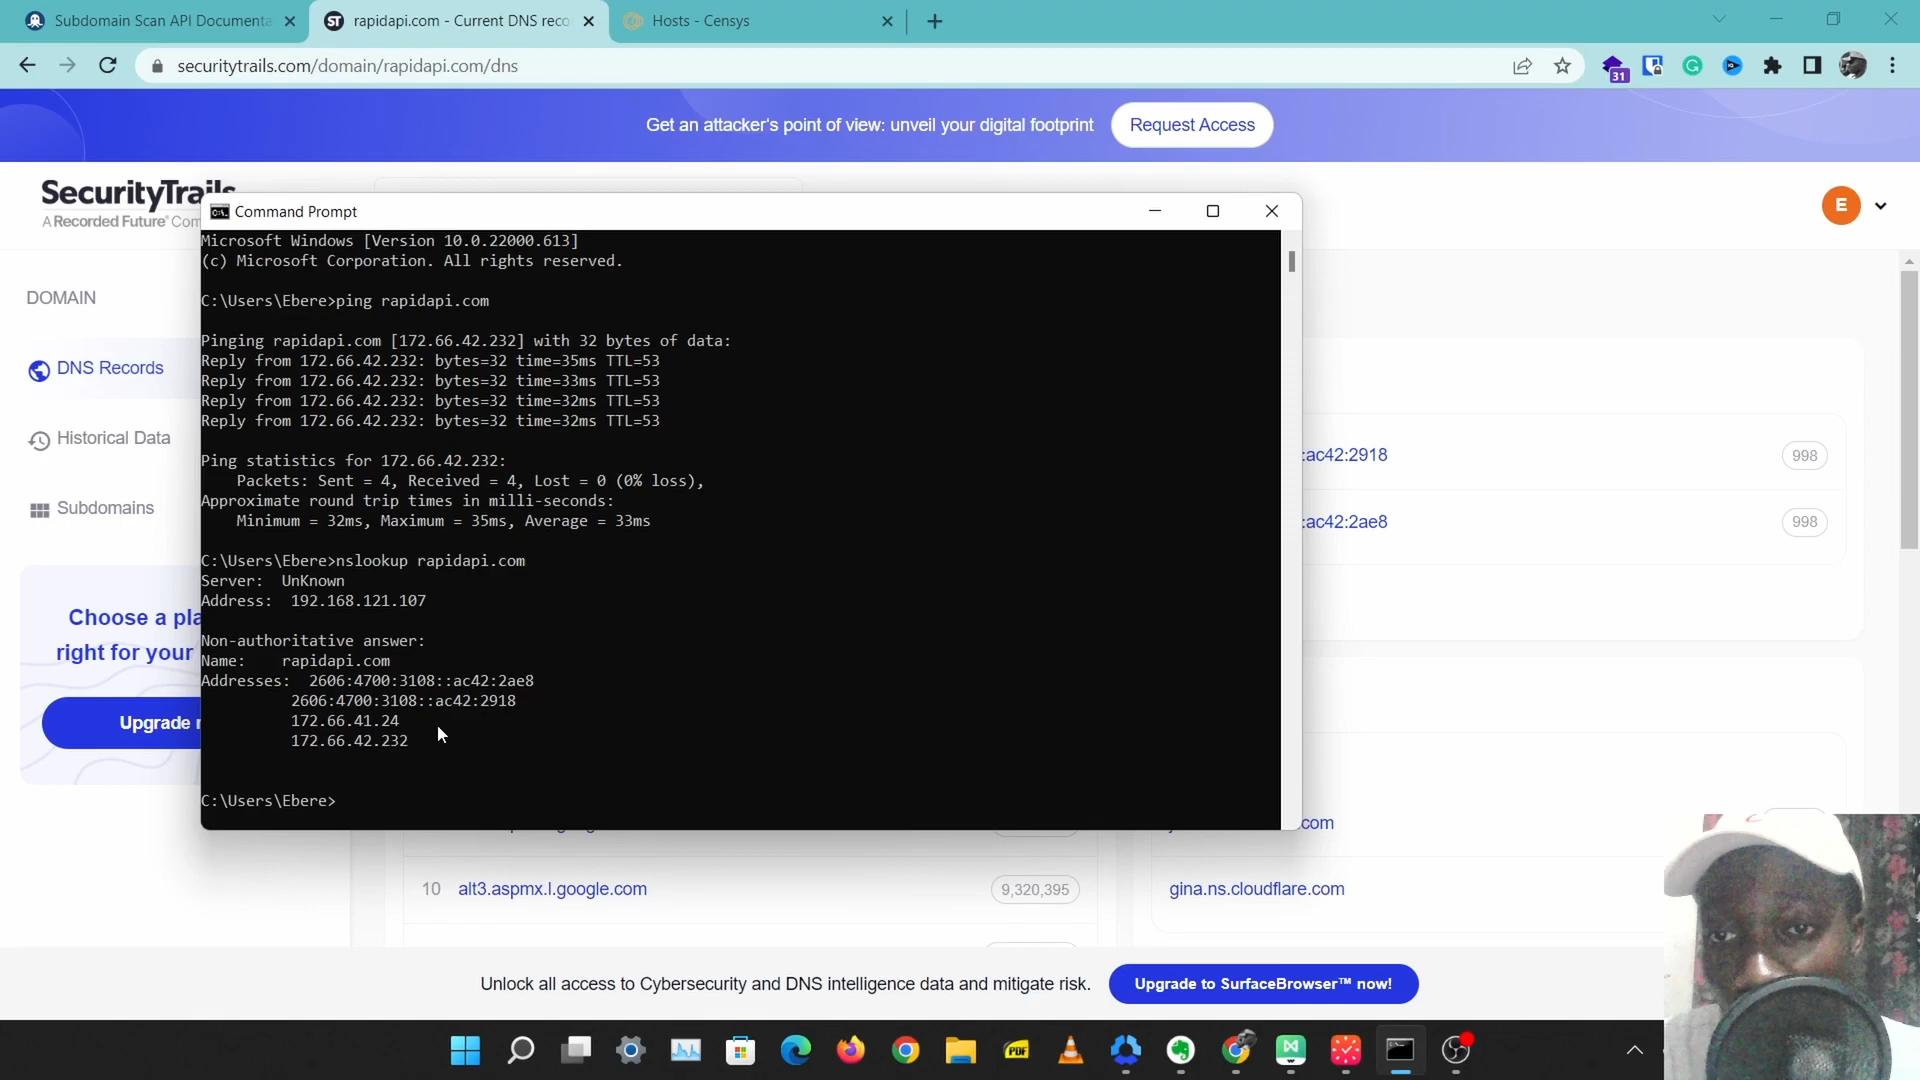 Subdomain Scan API Documenta
rapidapi.com - Current DNS reco
Hosts - Censys
securitytrails.com/domain/rapidapi.com/dns
31
Get an attacker's point of view: unveil your digital footprint
Request Access
SecurityTrails
A Recorded Future® Com
E
Command Prompt
Microsoft Windows [Version 10.0.22000.613]
(c) Microsoft Corporation. All rights reserved.
C:\Users\Ebere>ping rapidapi.com
Pinging rapidapi.com [172.66.42.232] with 32 bytes of data:
Reply from 172.66.42.232: bytes=32 time=35ms TTL=53
Reply from 172.66.42.232: bytes=32 time=33ms TTL=53
Reply from 172.66.42.232: bytes=32 time=32ms TTL=53
Reply from 172.66.42.232: bytes=32 time=32ms TTL=53
Ping statistics for 172.66.42.232:
Packets: Sent = 4, Received = 4, Lost = 0 (0% loss),
Approximate round trip times in milli-seconds:
Minimum = 32ms, Maximum = 35ms, Average = 33ms
C:\Users\Ebere>nslookup rapidapi.com
Server:  UnKnown
Address:  192.168.121.107
Non-authoritative answer:
Name:    rapidapi.com
Addresses:  2606:4700:3108::ac42:2ae8
2606:4700:3108::ac42:2918
172.66.41.24
172.66.42.232
C:\Users\Ebere>
DOMAIN
DNS Records
Historical Data
Subdomains
Choose a pla
right for your
Upgrade
:ac42:2918
998
:ac42:2ae8
998
com
10 alt3.aspmx.l.google.com
9,320,395
gina.ns.cloudflare.com
Unlock all access to Cybersecurity and DNS intelligence data and mitigate risk.
Upgrade to SurfaceBrowser™ now!
PDF